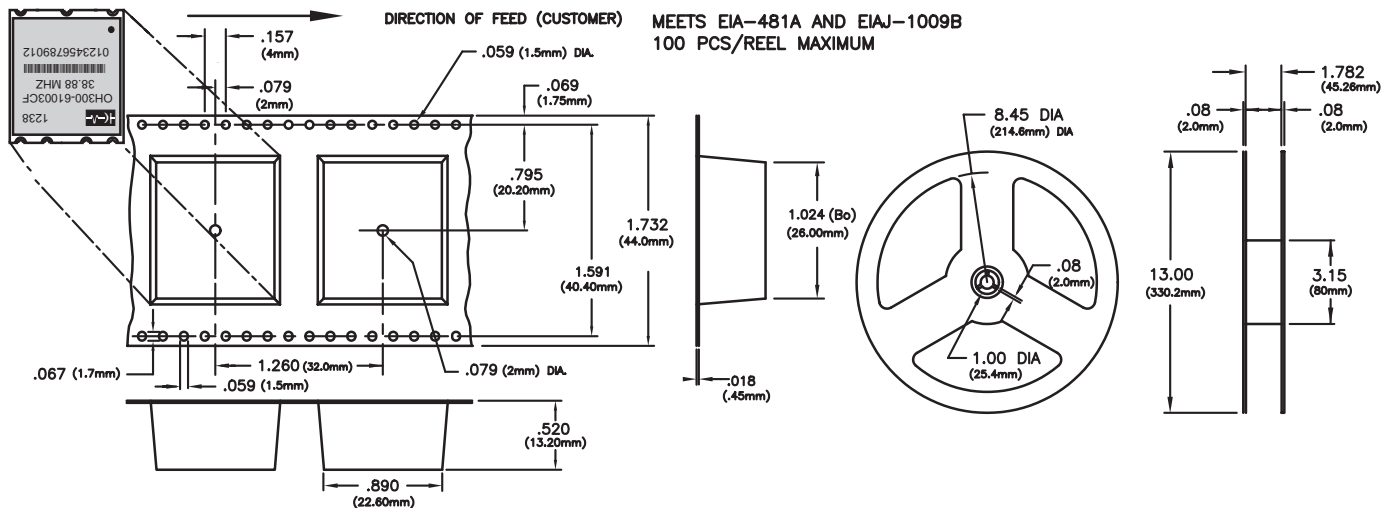 DIRECTION OF FEED (CUSTOMER)
MEETS EIA-481A AND EIAJ-1009B
100 PCS/REEL MAXIMUM
1238
OH300-61003CF
38.88 MHZ
0123456789012
.157
(4mm)
.059 (1.5mm) DIA.
.079
(2mm)
.069
(1.75mm)
.795
(20.20mm)
1.732
(44.0mm)
1.591
(40.40mm)
1.260 (32.0mm)
.067 (1.7mm)
.059 (1.5mm)
.079 (2mm) DIA.
.520
(13.20mm)
.890
(22.60mm)
1.024 (Bo)
(26.00mm)
.018
(.45mm)
8.45 DIA
(214.6mm) DIA
.08
(2.0mm)
1.00 DIA
(25.4mm)
1.782
(45.26mm)
.08
(2.0mm)
.08
(2.0mm)
13.00
(330.2mm)
3.15
(80mm)